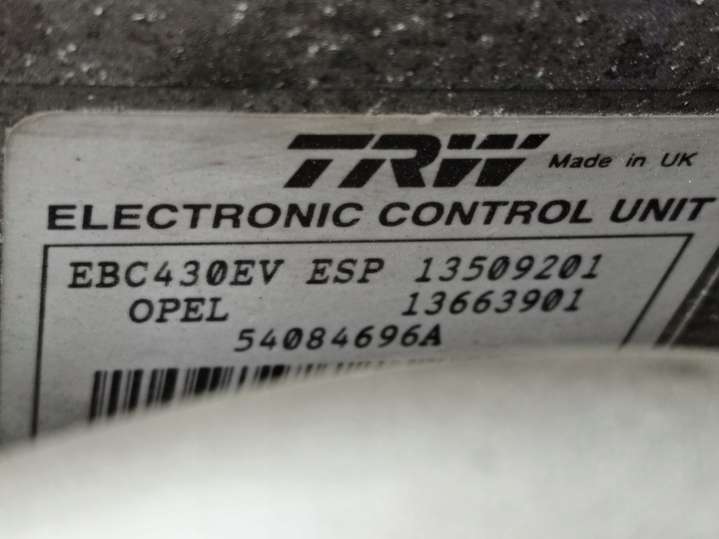 TRW Made in UK
ELECTRONIC CONTROL UNIT
EBC430EV ESP 13509201
OPEL 13663901
54084696A